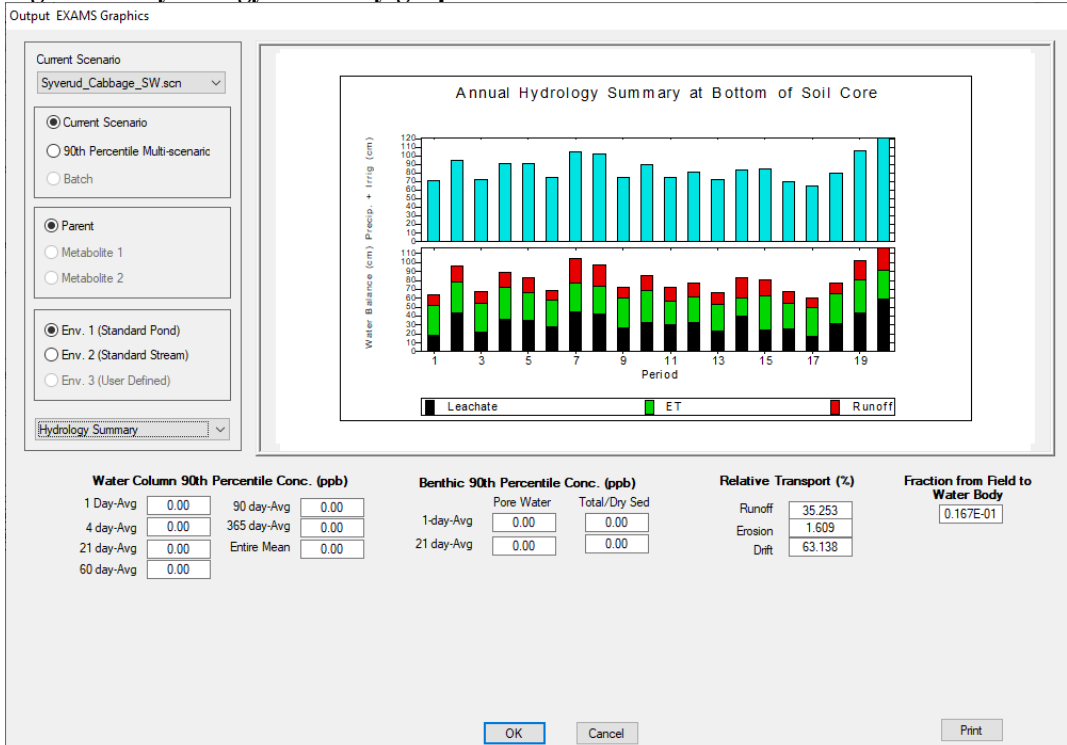 Output EXAMS Graphics
Current Scenario
Syverud_Cabbage_SW.scn
Current Scenario
90th Percentile Multi-scenaric
Batch
Parent
Metabolite 1
Metabolite 2
Env. 1 (Standard Pond)
Env. 2 (Standard Stream)
Env. 3 (User Defined)
Hydrology Summary
Annual Hydrology Summary at Bottom of Soil Core
Precip. + Irrig (cm)
120
110
100
90
80
70
60
50
40
30
20
10
0
Water Balance (cm)
110
100
90
80
70
60
50
40
30
20
10
0
1 3 5 7 9 11 13 15 17 19
Period
Leachate ET Runoff
Water Column 90th Percentile Conc. (ppb)
1 Day-Avg 0.00 90 day-Avg 0.00
4 day-Avg 0.00 365 day-Avg 0.00
21 day-Avg 0.00 Entire Mean 0.00
60 day-Avg 0.00
Benthic 90th Percentile Conc. (ppb)
Pore Water Total/Dry Sed
1-day-Avg 0.00 0.00
21 day-Avg 0.00 0.00
Relative Transport (%)
Runoff 35.253
Erosion 1.609
Drift 63.138
Fraction from Field to
Water Body
0.167E-01
OK Cancel Print